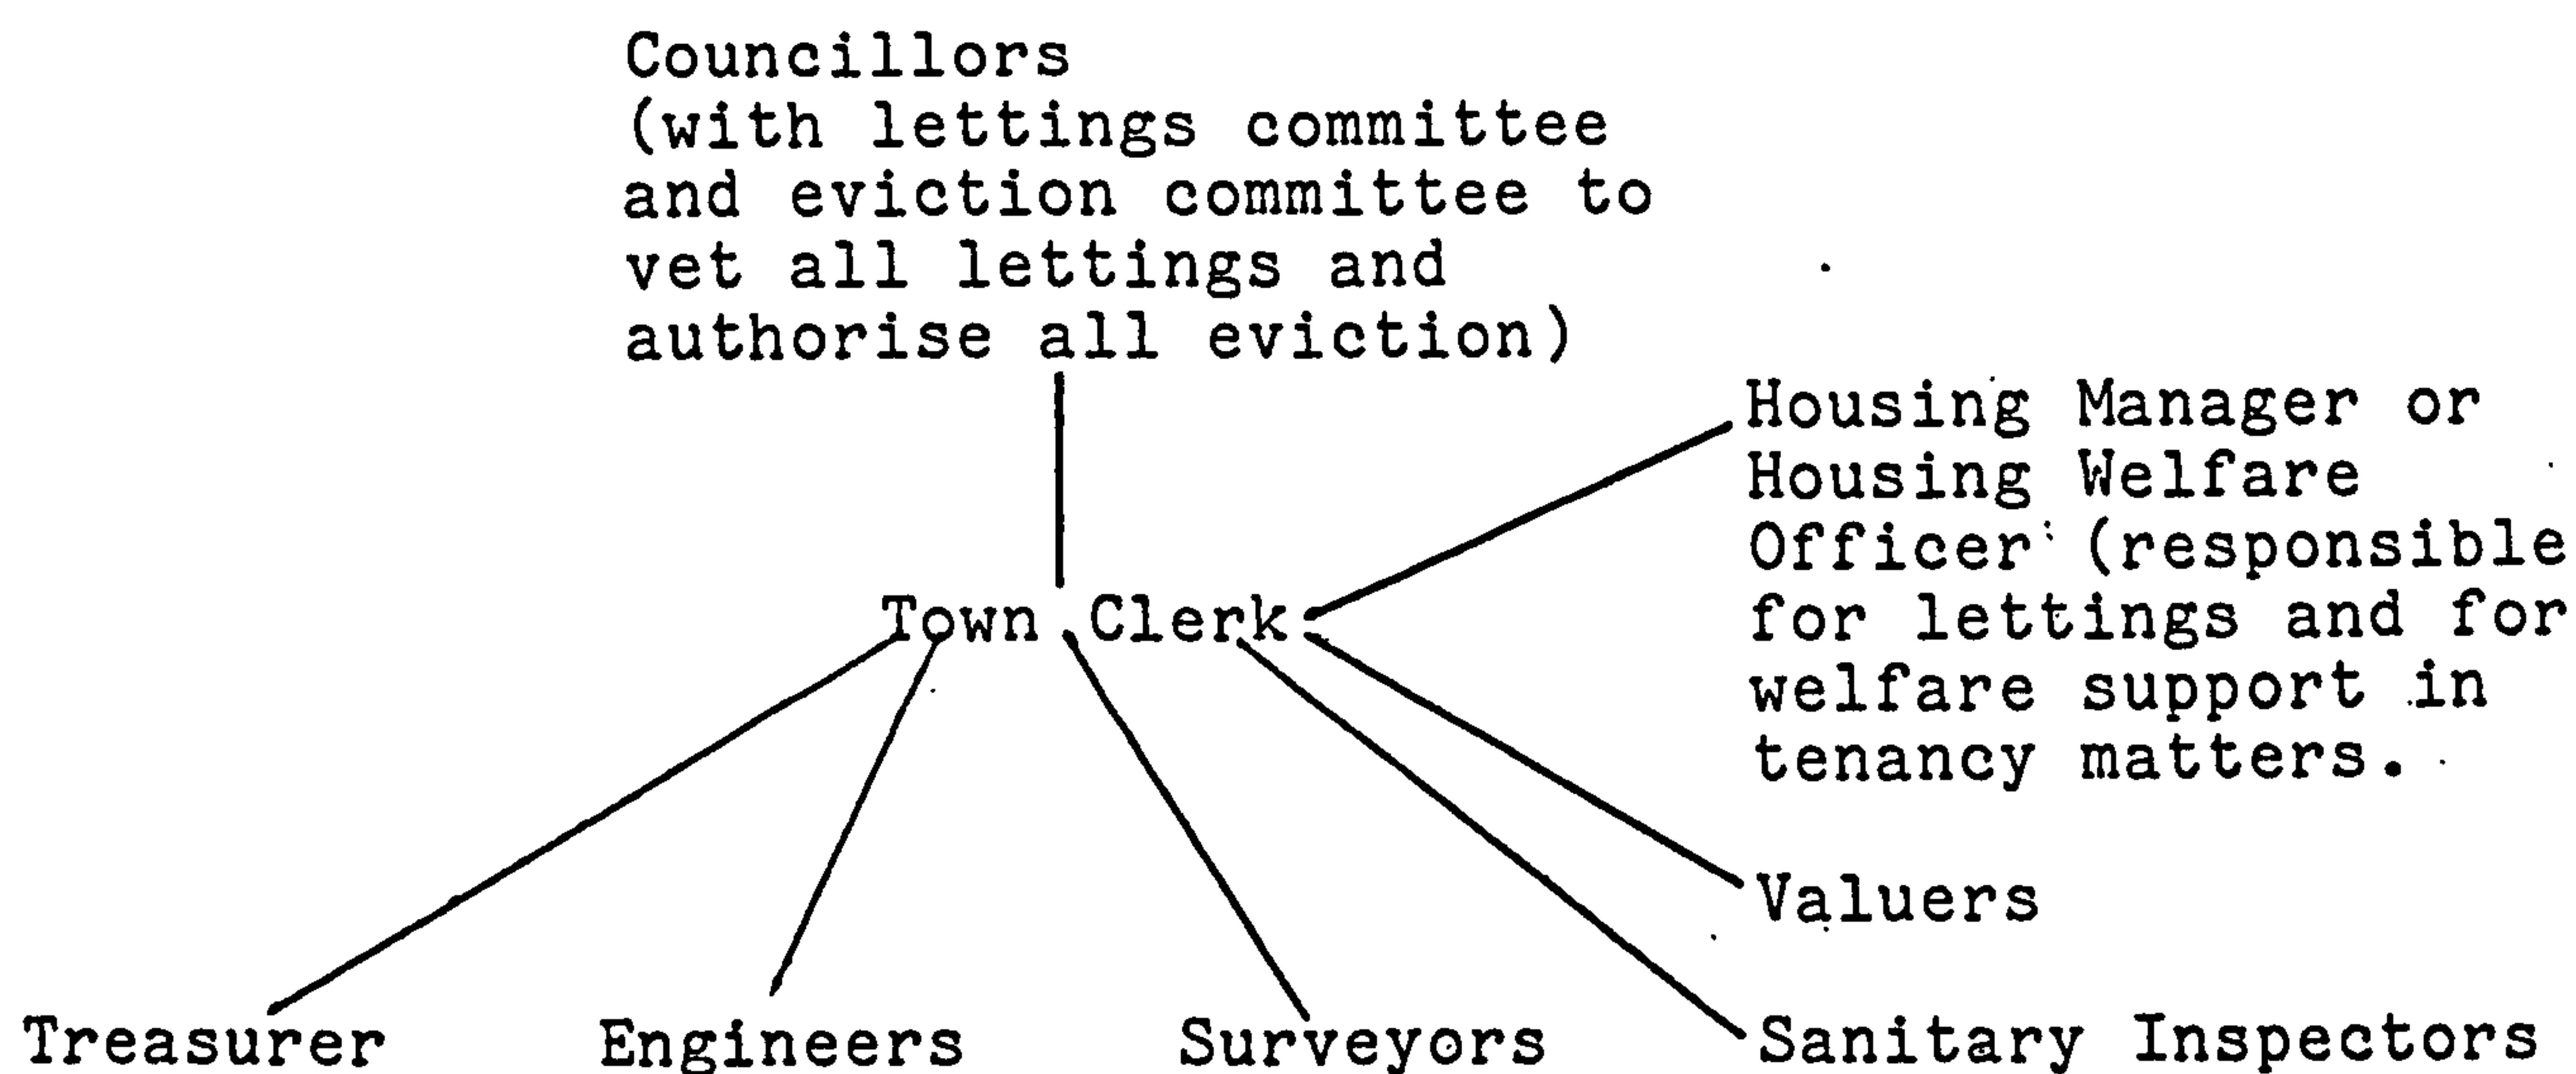 Councillors
(with lettings committee
and eviction committee to
vet all lettings and
authorise all eviction)
Housing Manager or
Housing Welfare
Officer (responsible
for lettings and for
welfare support in
tenancy matters.
Town Clerk
Valuers
Treasurer Engineers Surveyors Sanitary Inspectors